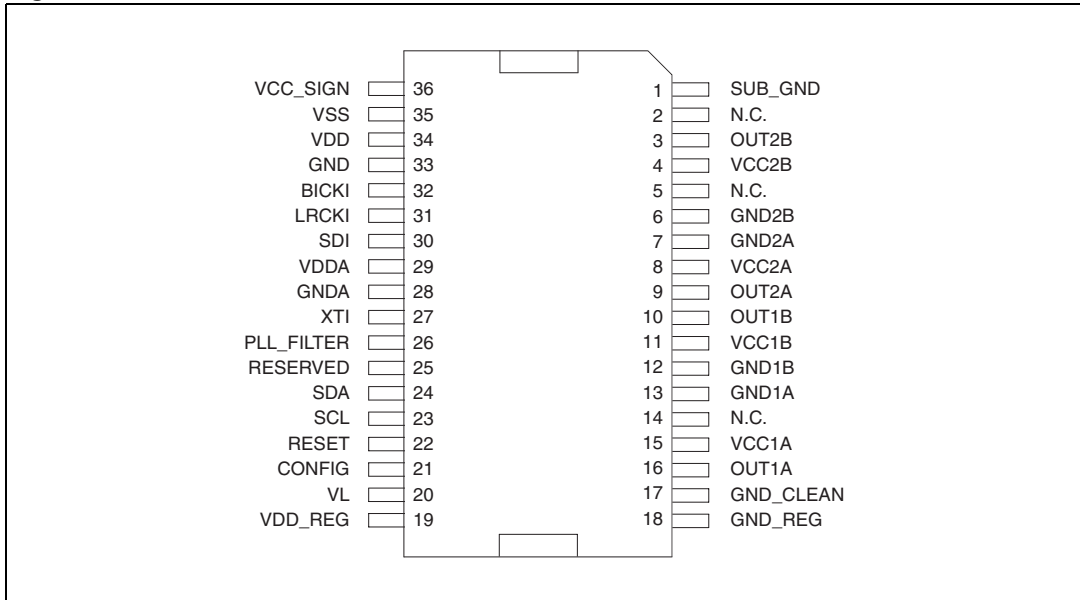 VCC_SIGN 36 1 SUB_GND
VSS 35 2 N.C.
VDD 34 3 OUT2B
GND 33 4 VCC2B
BICKI 32 5 N.C.
LRCKI 31 6 GND2B
SDI 30 7 GND2A
VDDA 29 8 VCC2A
GNDA 28 9 OUT2A
XTI 27 10 OUT1B
PLL_FILTER 26 11 VCC1B
RESERVED 25 12 GND1B
SDA 24 13 GND1A
SCL 23 14 N.C.
RESET 22 15 VCC1A
CONFIG 21 16 OUT1A
VL 20 17 GND_CLEAN
VDD_REG 19 18 GND_REG